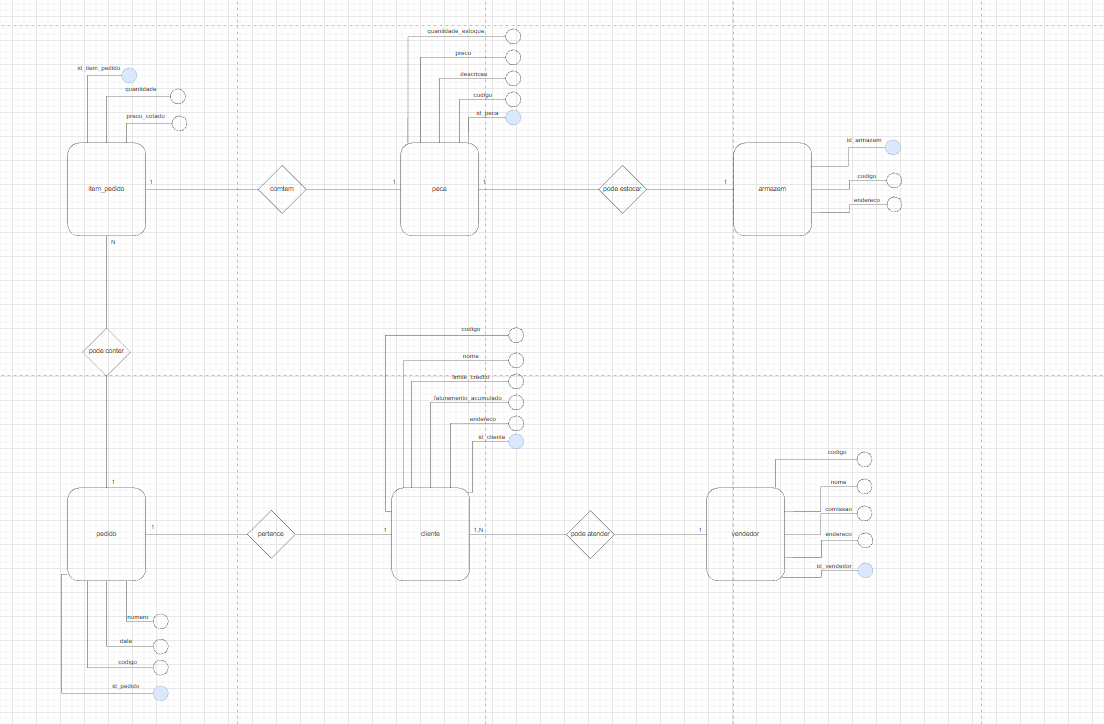 quantidade_estoque
preco
descricao
codigo
id_peca
id_item_pedido
quantidade
preco_cotado
item_pedido
1
comtem
1
peca
1
pode estocar
1
armazem
id_armazem
codigo
endereco
N
pode conter
1
codigo
nome
limite_credito
faturamento_acumulado
endereco
id_cliente
pedido
1
pertence
1
cliente
1,N
pode atender
1
vendedor
codigo
nome
comissao
endereco
id_vendedor
numero
data
codigo
id_pedido